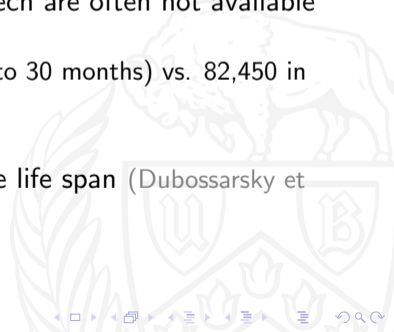 ech are often not available
to 30 months) vs. 82,450 in
e life span (Dubossarsky et
U B